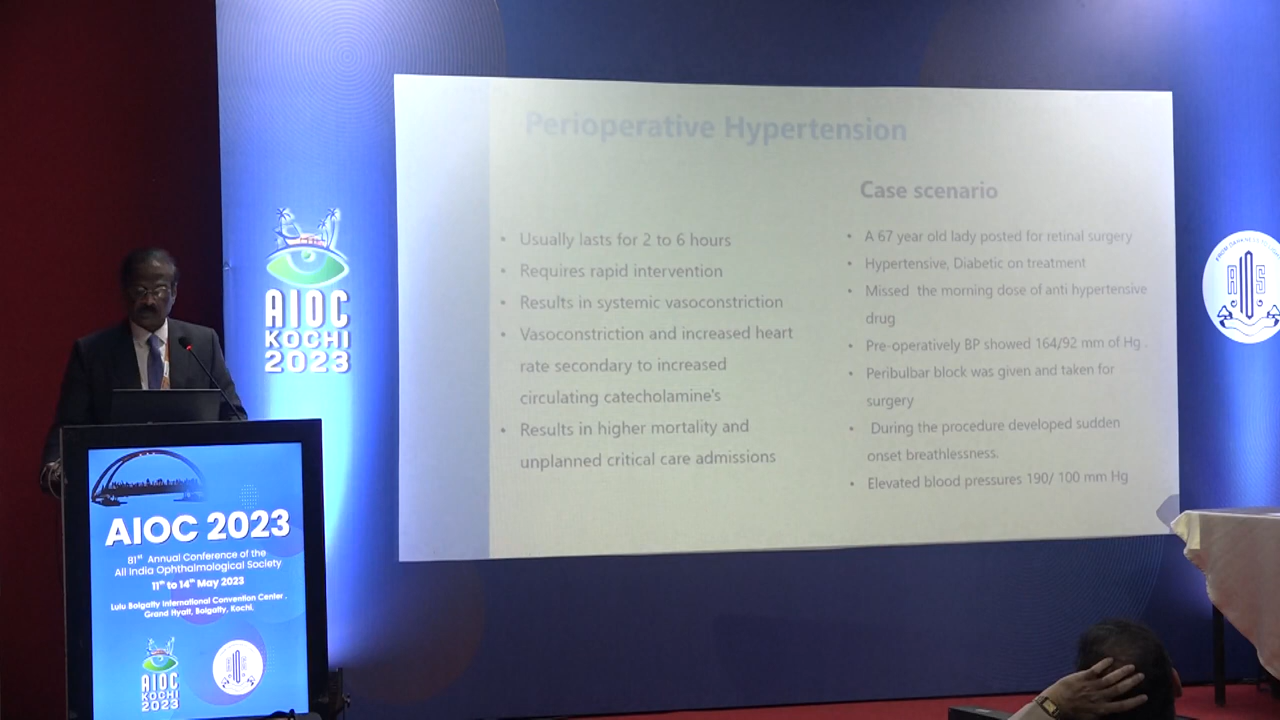 Perioperative Hypertension
• Usually lasts for 2 to 6 hours
• Requires rapid intervention
• Results in systemic vasoconstriction
• Vasoconstriction and increased heart
rate secondary to increased
circulating catecholamine's
• Results in higher mortality and
unplanned critical care admissions
Case scenario
• A 67 year old lady posted for retinal surgery
• Hypertensive, Diabetic on treatment
• Missed the morning dose of anti hypertensive
drug
• Pre-operatively BP showed 164/92 mm of Hg .
• Peribulbar block was given and taken for
surgery
• During the procedure developed sudden
onset breathlessness.
• Elevated blood pressures 190/ 100 mm Hg
AIOC
KOCHI
2023
AIOC 2023
81st Annual Conference of the
All India Ophthalmological Society
11th to 14th May 2023
Lulu Bolgatty International Convention Center .
Grand Hyatt, Bolgatty, Kochi.
AIOC
KOCHI
2023